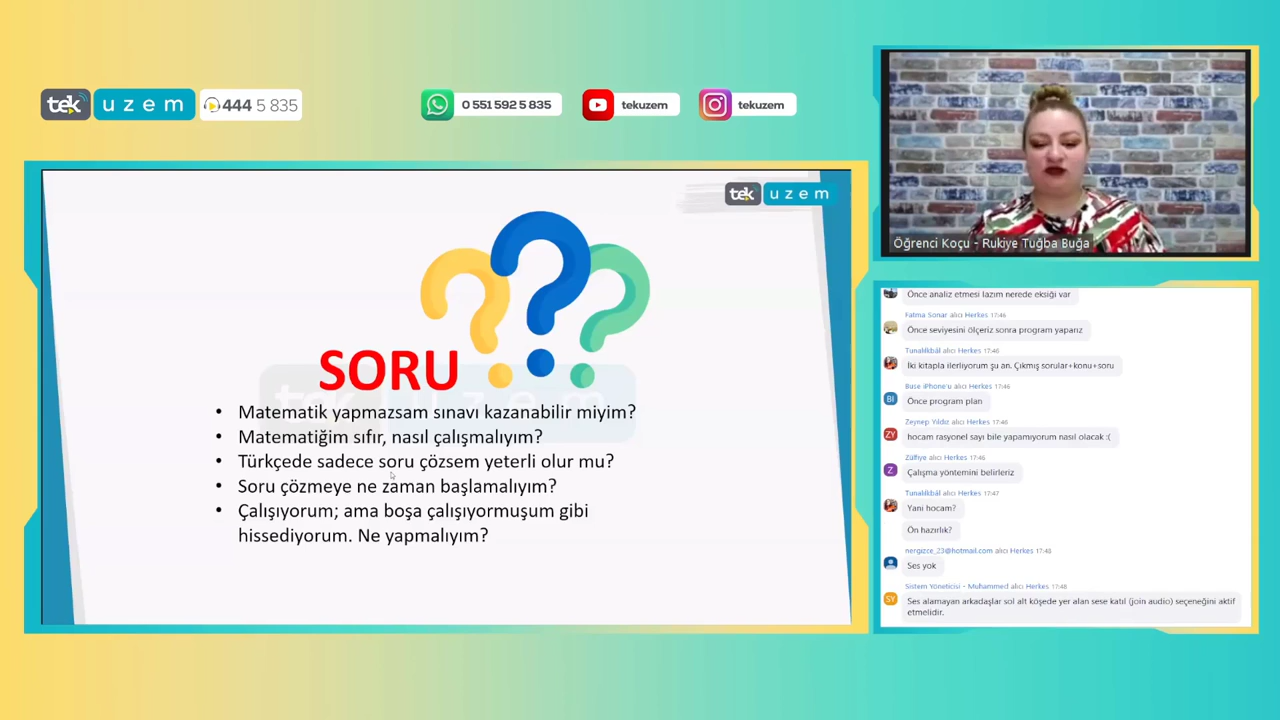 tek uzem 444 5 835
0 551 592 5 835
tekuzem
tekuzem
tek uzem
SORU
• Matematik yapmazsam sınavı kazanabilir miyim?
• Matematiğim sıfır, nasıl çalışmalıyım?
• Türkçede sadece soru çözsem yeterli olur mu?
• Soru çözmeye ne zaman başlamalıyım?
• Çalışıyorum; ama boşa çalışıyormuşum gibi
hissediyorum. Ne yapmalıyım?
Öğrenci Koçu - Rukiye Tuğba Buğa
Önce analiz etmesi lazım nerede eksiği var
Fatma Sonar alıcı Herkes 17:46
Önce seviyesini ölçeriz sonra program yaparız
Tunalıİkbâl alıcı Herkes 17:46
İki kitapla ilerliyorum şu an. Çıkmış sorular+konu+soru
Buse iPhone'u alıcı Herkes 17:46
BI
Önce program plan
Zeynep Yıldız alıcı Herkes 17:46
ZY
hocam rasyonel sayı bile yapamıyorum nasıl olacak :(
Zülfiye alıcı Herkes 17:46
Z
Çalışma yöntemini belirleriz
Tunalıİkbâl alıcı Herkes 17:47
Yani hocam?
Ön hazırlık?
nergizce_23@hotmail.com alıcı Herkes 17:48
Ses yok
Sistem Yöneticisi - Muhammed alıcı Herkes 17:48
SY
Ses alamayan arkadaşlar sol alt köşede yer alan sese katıl (join audio) seçeneğini aktif
etmelidir.